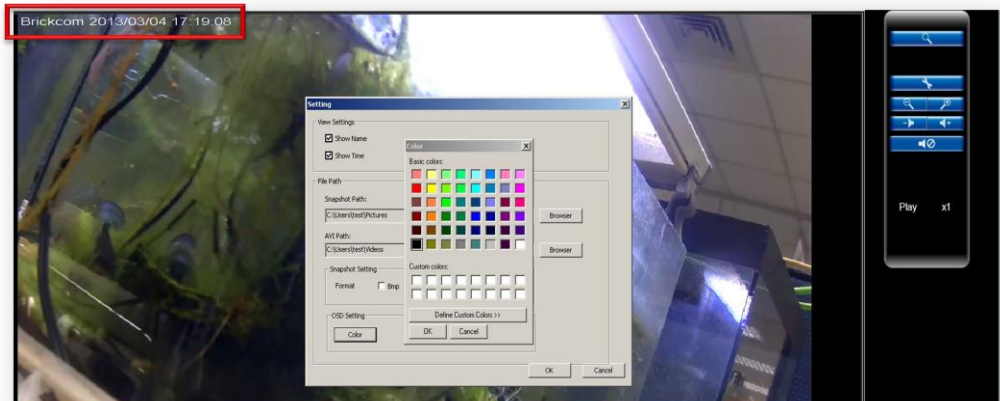 Brickcom 2013/03/04 17:19:08
Setting
View Settings
Show Name
Show Time
File Path
Snapshot Path:
C:\Users\test\Pictures
Browser
AVI Path:
C:\Users\test\Videos
Browser
Snapshot Setting
Format
Bmp
OSD Setting
Color
OK
Cancel
Color
Basic colors:
Custom colors:
Define Custom Colors >>
OK
Cancel
Play x1